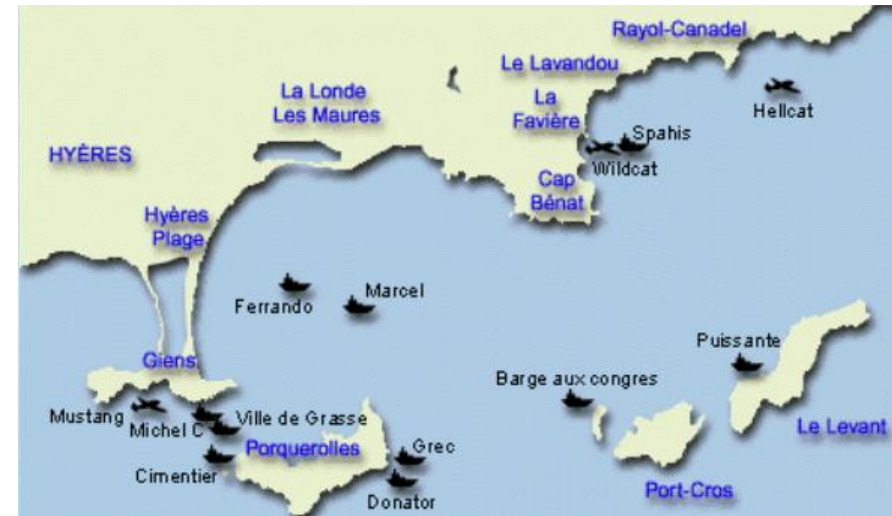 Rayol-Canadel
Le Lavandou
La Londe
Les Maures
La
Favière
Hellcat
Spahis
HYÈRES
Wildcat
Cap
Bénat
Hyères
Plage
Ferrando
Marcel
Puissante
Giens
Barge aux congres
Mustang
Michel C
Ville de Grasse
Le Levant
Porquerolles
Grec
Cimentier
Donator
Port-Cros